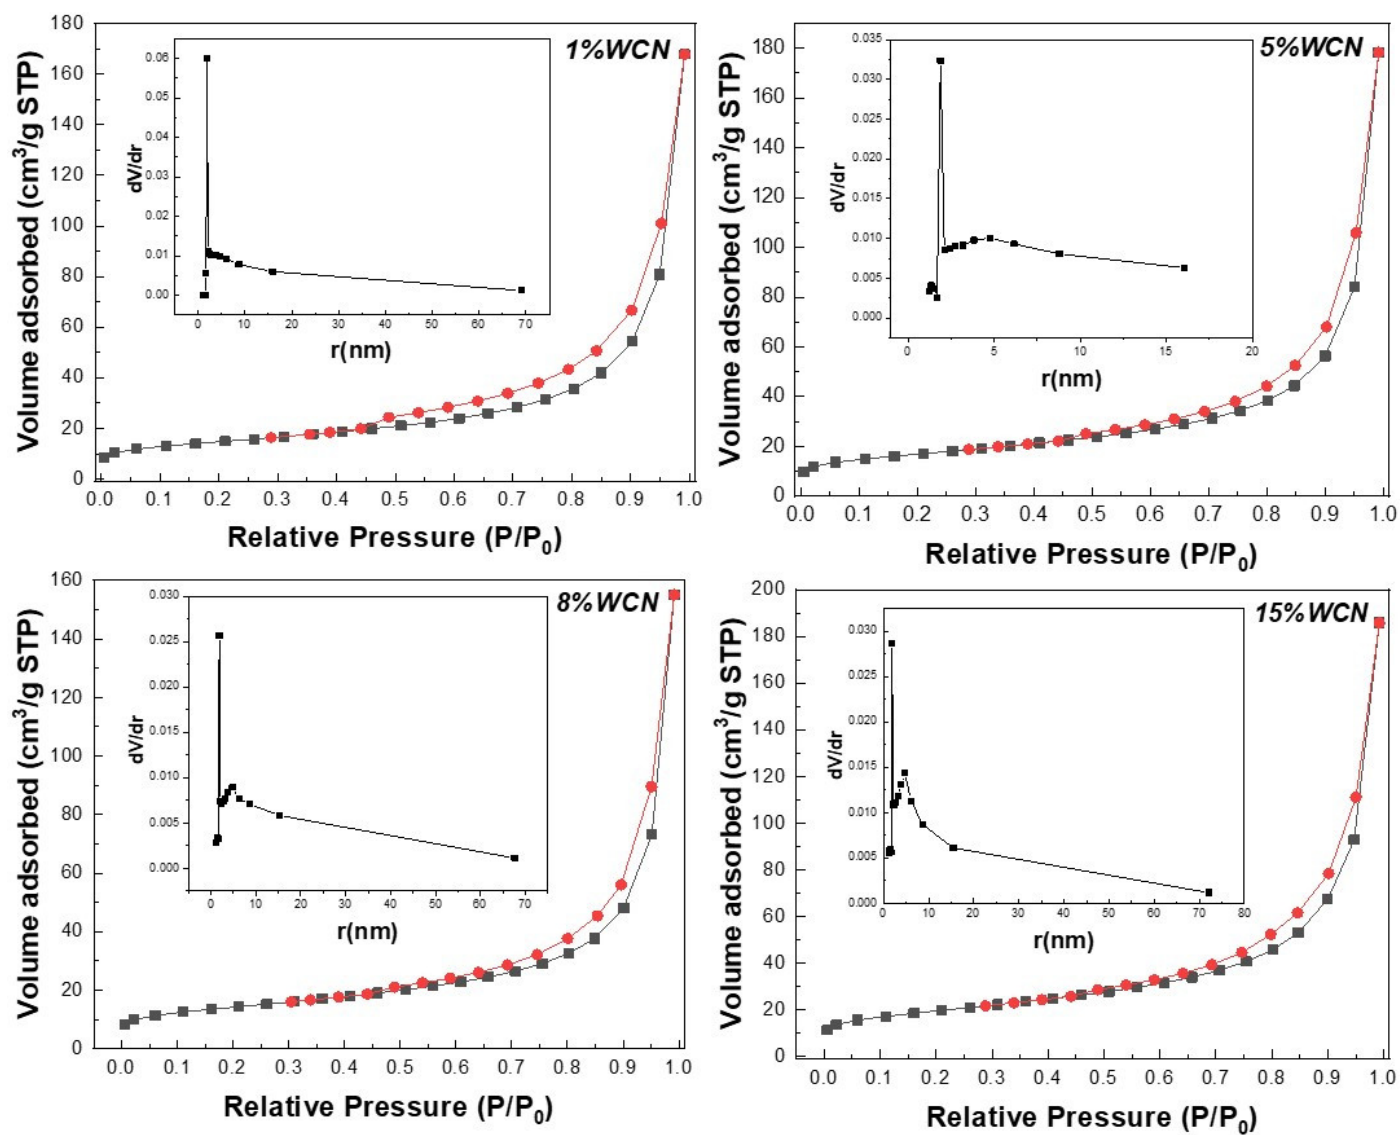 1%WCN
Volume adsorbed (cm³/g STP)
180
160
140
120
100
80
60
40
20
0
0.0 0.1 0.2 0.3 0.4 0.5 0.6 0.7 0.8 0.9 1.0
Relative Pressure (P/P₀)
dV/dr
0.06
0.05
0.04
0.03
0.02
0.01
0.00
0 10 20 30 40 50 60 70
r(nm)
5%WCN
Volume adsorbed (cm³/g STP)
180
160
140
120
100
80
60
40
20
0
0.0 0.1 0.2 0.3 0.4 0.5 0.6 0.7 0.8 0.9 1.0
Relative Pressure (P/P₀)
dV/dr
0.035
0.030
0.025
0.020
0.015
0.010
0.005
0.000
0 5 10 15 20
r(nm)
8%WCN
Volume adsorbed (cm³/g STP)
160
140
120
100
80
60
40
20
0
0.0 0.1 0.2 0.3 0.4 0.5 0.6 0.7 0.8 0.9 1.0
Relative Pressure (P/P₀)
dV/dr
0.030
0.025
0.020
0.015
0.010
0.005
0.000
0 10 20 30 40 50 60 70
r(nm)
15%WCN
Volume adsorbed (cm³/g STP)
200
180
160
140
120
100
80
60
40
20
0
0.0 0.1 0.2 0.3 0.4 0.5 0.6 0.7 0.8 0.9 1.0
Relative Pressure (P/P₀)
dV/dr
0.030
0.025
0.020
0.015
0.010
0.005
0.000
0 10 20 30 40 50 60 70 80
r(nm)